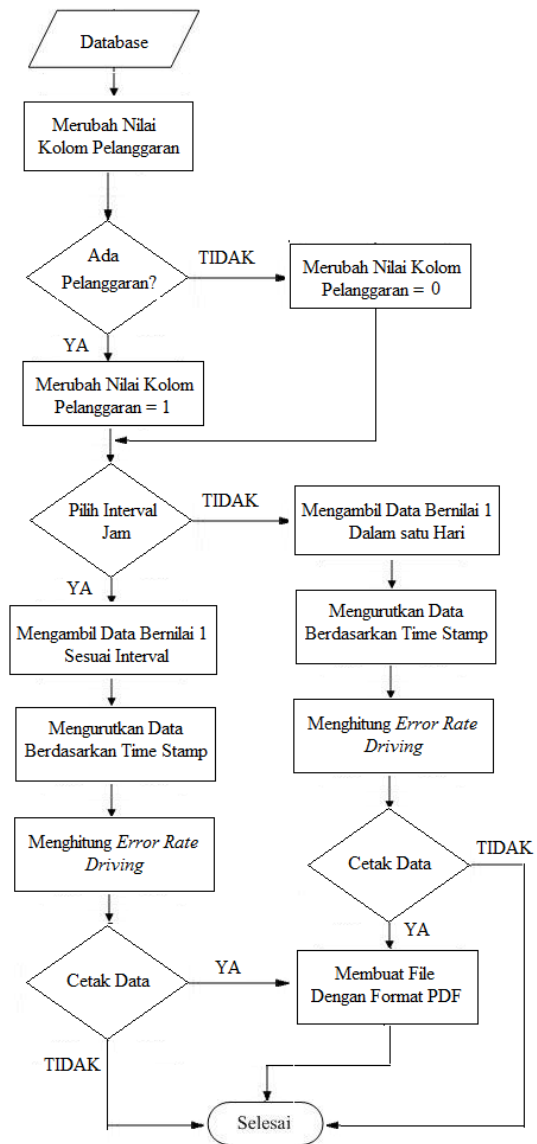 Database
Merubah Nilai
Kolom Pelanggaran
Ada
Pelanggaran?
TIDAK
Merubah Nilai Kolom
Pelanggaran = 0
YA
Merubah Nilai Kolom
Pelanggaran = 1
Pilih Interval
Jam
TIDAK
Mengambil Data Bernilai 1
Dalam satu Hari
YA
Mengambil Data Bernilai 1
Sesuai Interval
Mengurutkan Data
Berdasarkan Time Stamp
Mengurutkan Data
Berdasarkan Time Stamp
Menghitung Error Rate
Driving
Menghitung Error Rate
Driving
Cetak Data
TIDAK
YA
Cetak Data
YA
Membuat File
Dengan Format PDF
TIDAK
Selesai